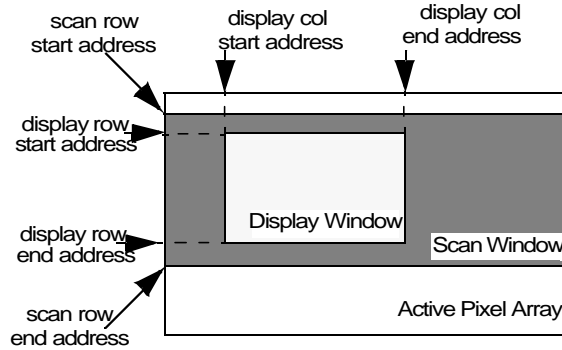 scan row
start address
display col
start address
display col
end address
display row
start address
display row
end address
Display Window
Scan Window
scan row
end address
Active Pixel Array